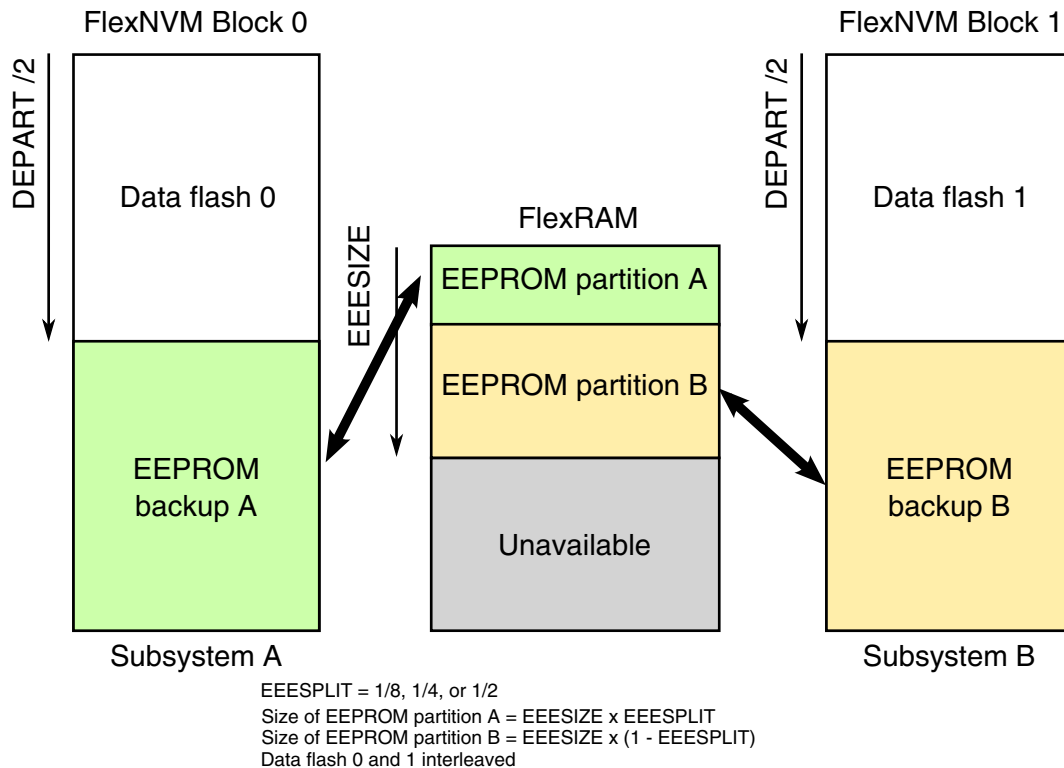 FlexNVM Block 0
FlexNVM Block 1
DEPART /2
Data flash 0
DEPART /2
Data flash 1
FlexRAM
EEESIZE
EEPROM partition A
EEPROM partition B
EEPROM
backup A
EEPROM
backup B
Unavailable
Subsystem A
Subsystem B
EEESPLIT = 1/8, 1/4, or 1/2
Size of EEPROM partition A = EEESIZE x EEESPLIT
Size of EEPROM partition B = EEESIZE x (1 - EEESPLIT)
Data flash 0 and 1 interleaved